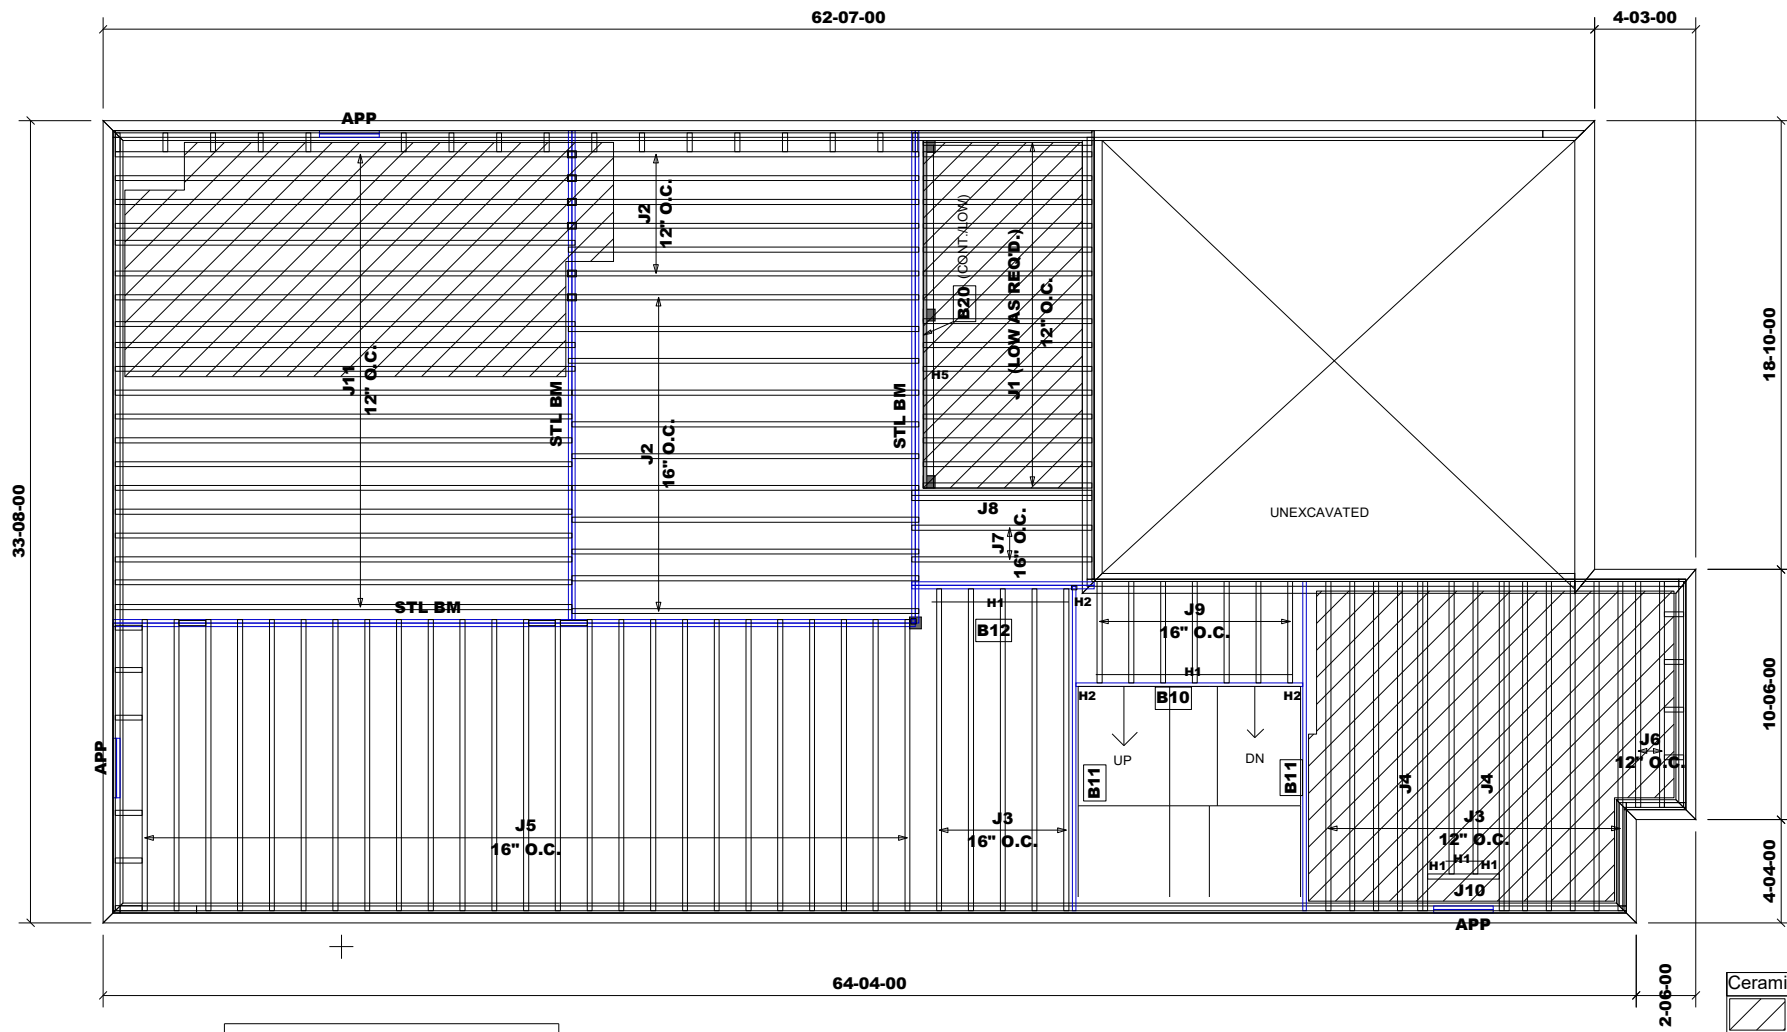 62-07-00
4-03-00
APP
33-08-00
18-10-00
10-06-00
4-04-00
J11
12" O.C.
J2
12" O.C.
J2
16" O.C.
STL BM
STL BM
STL BM
B20 (CONT./LOW)
J1 (LOW AS REQ'D.)
12" O.C.
H5
J8
J7
16" O.C.
UNEXCAVATED
H1
H2
B12
J9
16" O.C.
H1
H2
B10
H2
UP
DN
B11
B11
APP
J5
16" O.C.
J3
16" O.C.
J4
J4
J6
12" O.C.
J3
12" O.C.
H1
H1
H1
J10
APP
64-04-00
2-06-00
Cerami